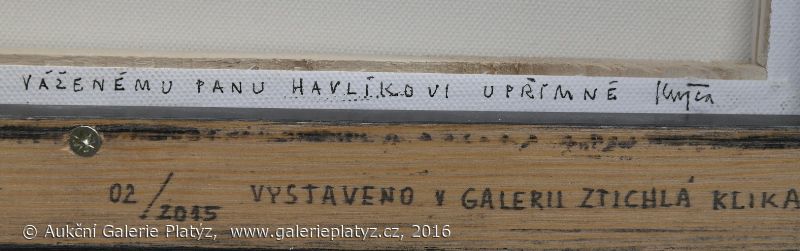 VÁŽENÉMU PANU HAVLÍKOVI UPŘÍMNĚ
02/2015 VYSTAVENO V GALERII ZTICHLÁ KLIKA
© Aukční Galerie Platýz, www.galerieplatyz.cz, 2016